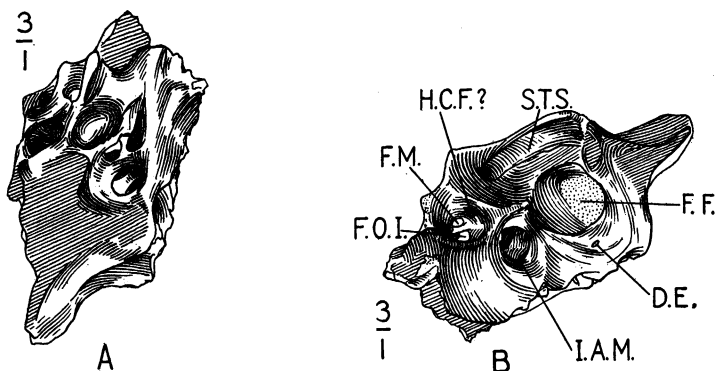 3
1
A
H.C.F.?
S.T.S.
F.M.
F.O.I.
F.F.
D.E.
I.A.M.
3
1
B